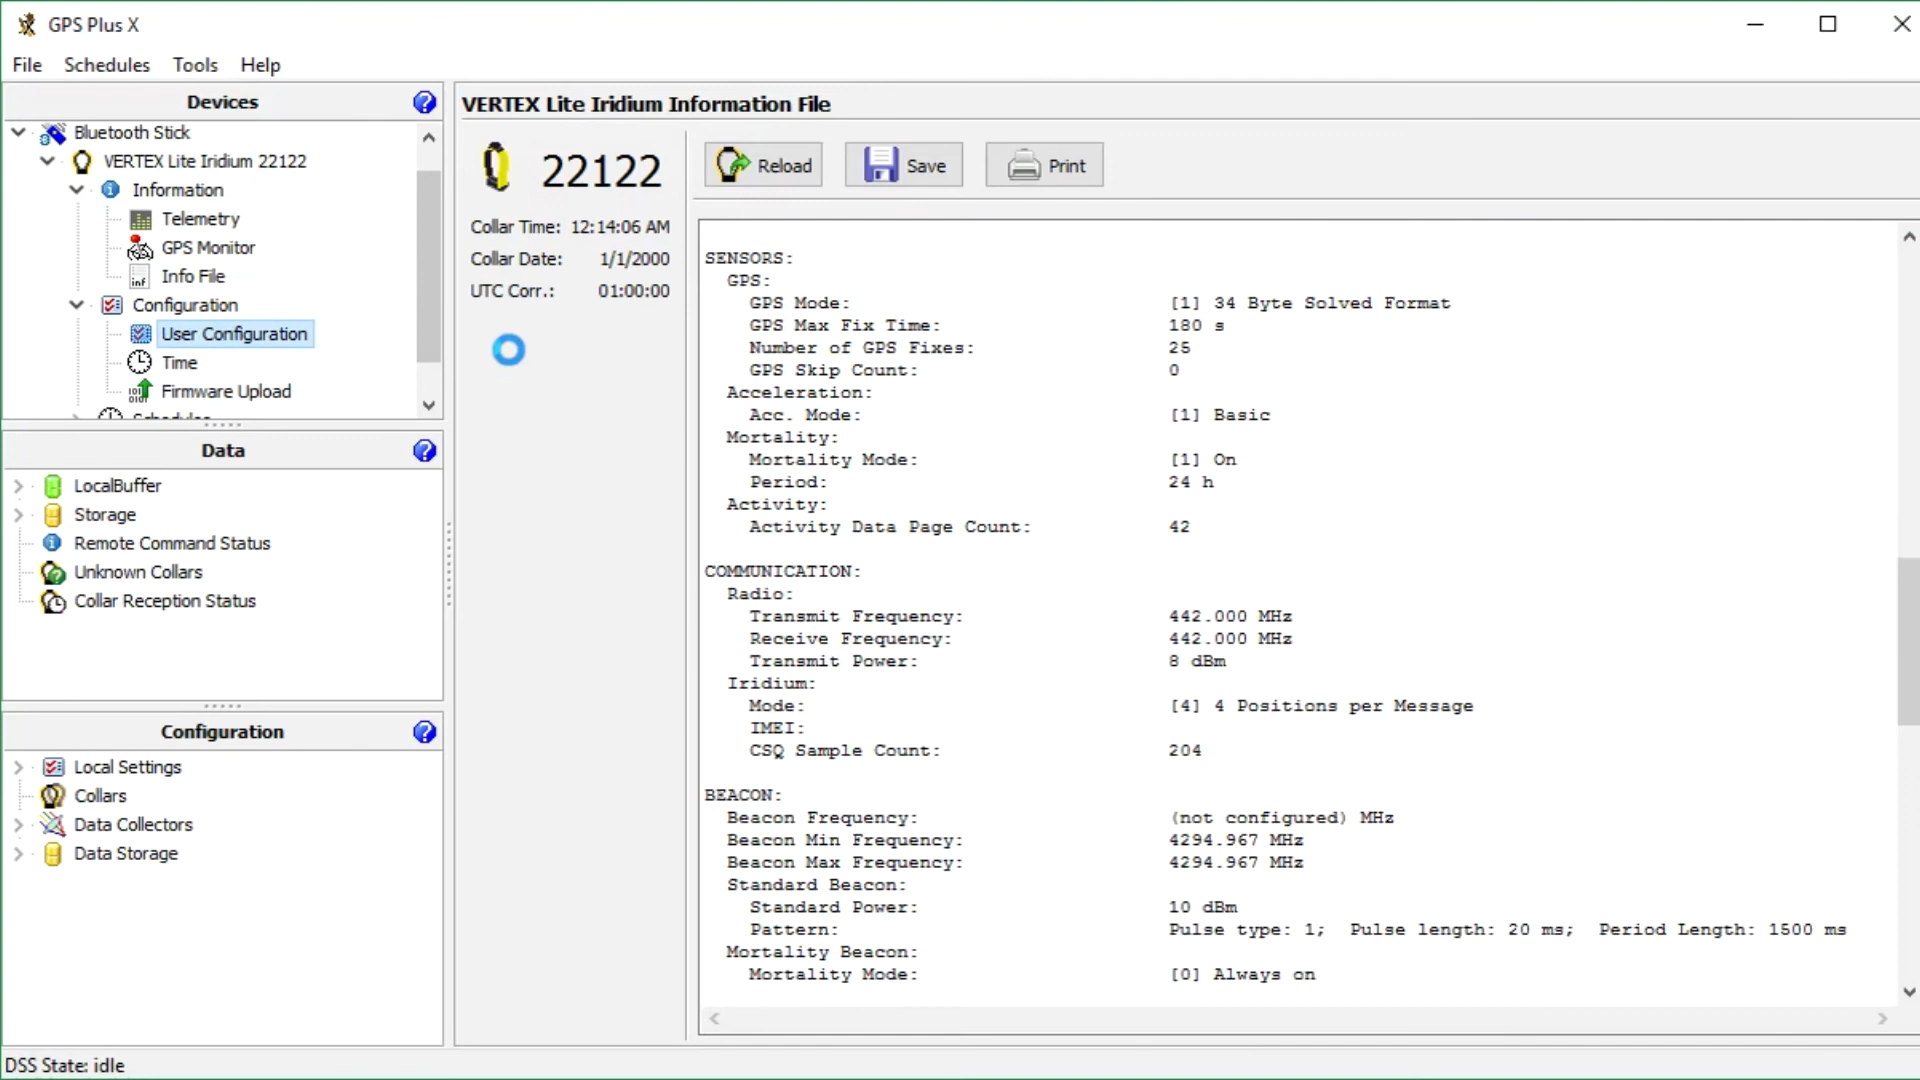 GPS Plus X
File Schedules Tools Help
Devices
Bluetooth Stick
VERTEX Lite Iridium 22122
Information
Telemetry
GPS Monitor
inf Info File
Configuration
User Configuration
Time
Firmware Upload
Data
LocalBuffer
Storage
Remote Command Status
Unknown Collars
Collar Reception Status
Configuration
Local Settings
Collars
Data Collectors
Data Storage
VERTEX Lite Iridium Information File
22122
Reload Save Print
Collar Time: 12:14:06 AM
Collar Date: 1/1/2000
UTC Corr.: 01:00:00
SENSORS:
GPS:
GPS Mode: [1] 34 Byte Solved Format
GPS Max Fix Time: 180 s
Number of GPS Fixes: 25
GPS Skip Count: 0
Acceleration:
Acc. Mode: [1] Basic
Mortality:
Mortality Mode: [1] On
Period: 24 h
Activity:
Activity Data Page Count: 42
COMMUNICATION:
Radio:
Transmit Frequency: 442.000 MHz
Receive Frequency: 442.000 MHz
Transmit Power: 8 dBm
Iridium:
Mode: [4] 4 Positions per Message
IMEI:
CSQ Sample Count: 204
BEACON:
Beacon Frequency: (not configured) MHz
Beacon Min Frequency: 4294.967 MHz
Beacon Max Frequency: 4294.967 MHz
Standard Beacon:
Standard Power: 10 dBm
Pattern: Pulse type: 1; Pulse length: 20 ms; Period Length: 1500 ms
Mortality Beacon:
Mortality Mode: [0] Always on
DSS State: idle